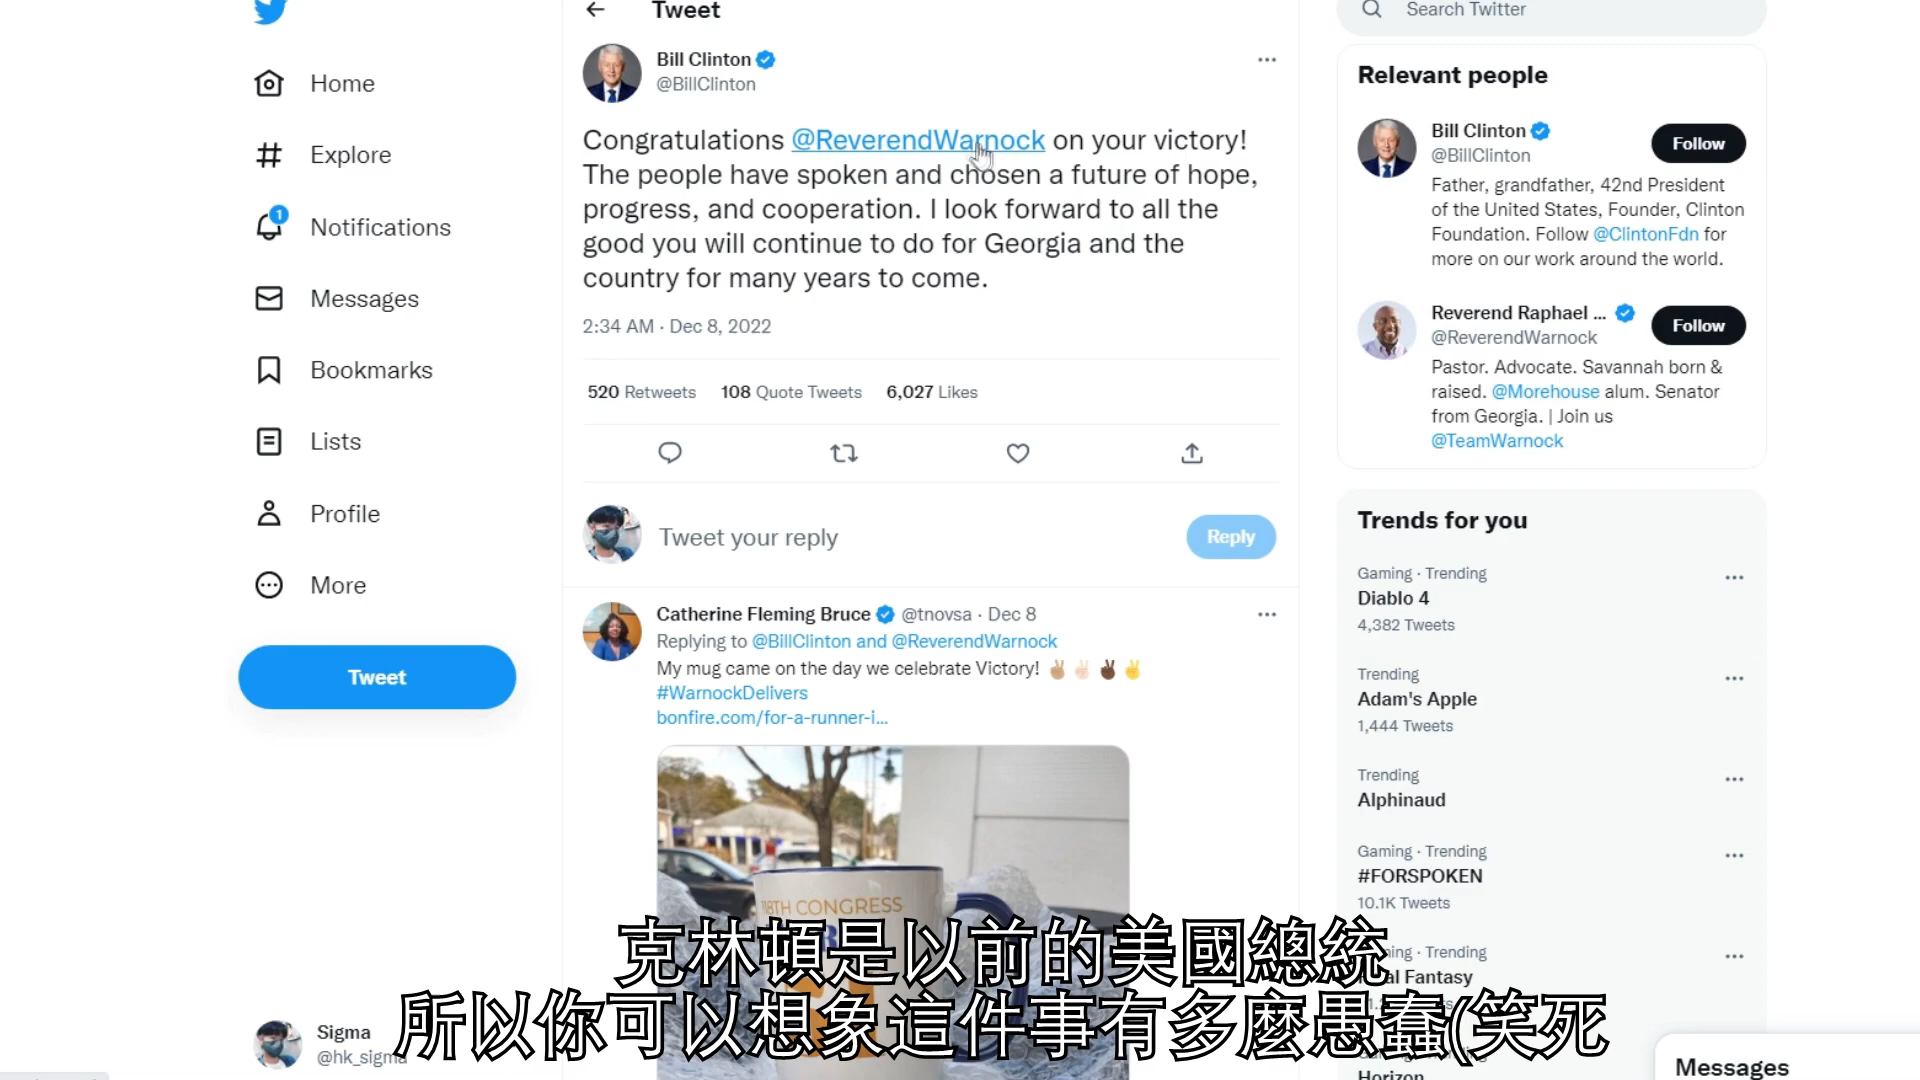 Home
Explore
1
Notifications
Messages
Bookmarks
Lists
Profile
More
Tweet
Sigma
@hk_sigma
Tweet
Bill Clinton
@BillClinton
Congratulations @ReverendWarnock on your victory!
The people have spoken and chosen a future of hope,
progress, and cooperation. I look forward to all the
good you will continue to do for Georgia and the
country for many years to come.
2:34 AM · Dec 8, 2022
520 Retweets 108 Quote Tweets 6,027 Likes
Tweet your reply
Reply
Catherine Fleming Bruce @tnovsa · Dec 8
Replying to @BillClinton and @ReverendWarnock
My mug came on the day we celebrate Victory! ✌🏽✌🏻✌🏿✌
#WarnockDelivers
bonfire.com/for-a-runner-i...
118TH CONGRESS
Search Twitter
Relevant people
Bill Clinton
@BillClinton
Follow
Father, grandfather, 42nd President
of the United States, Founder, Clinton
Foundation. Follow @ClintonFdn for
more on our work around the world.
Reverend Raphael ...
@ReverendWarnock
Follow
Pastor. Advocate. Savannah born &
raised. @Morehouse alum. Senator
from Georgia. | Join us
@TeamWarnock
Trends for you
Gaming · Trending
Diablo 4
4,382 Tweets
Trending
Adam's Apple
1,444 Tweets
Trending
Alphinaud
Gaming · Trending
#FORSPOKEN
10.1K Tweets
Gaming · Trending
Final Fantasy
Horizon
Messages
克林頓是以前的美國總統
所以你可以想象這件事有多麼愚蠢(笑死